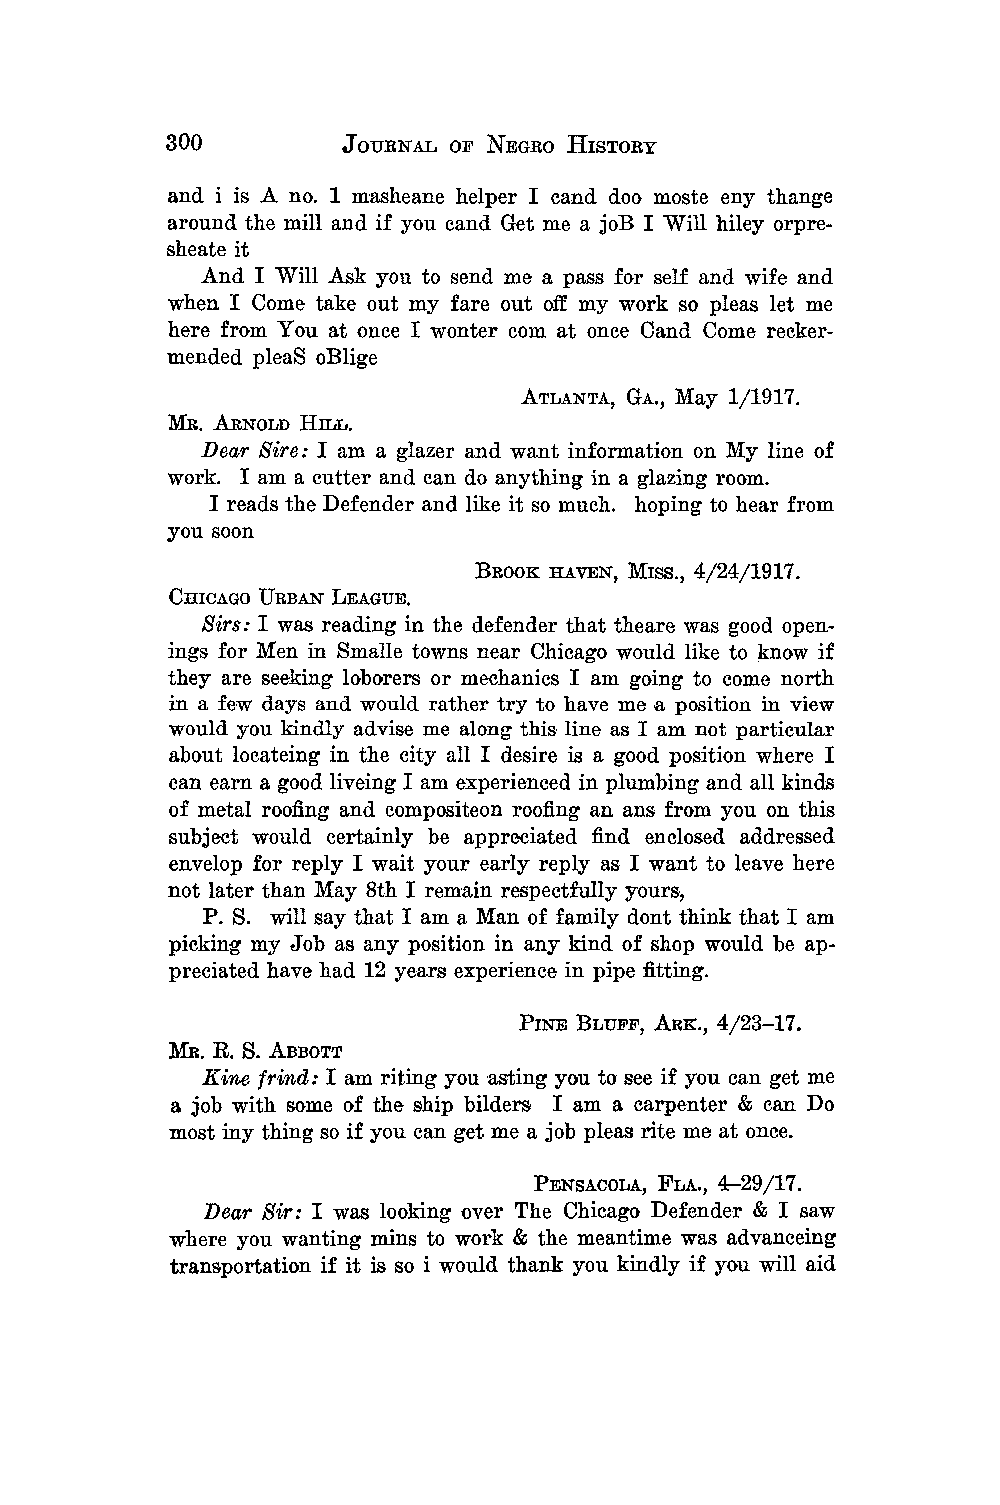 300 JOURNAL OF NEGRO HISTORY
and i is A no. 1 masheane helper I cand doo moste eny thange
around the mill and if you cand Get me a joB I Will hiley orpre-
sheate it
And I Will Ask you to send me a pass for self and wife and
when I Come take out my fare out off my work so pleas let me
here from You at once I wonter com at once Cand Come recker-
mended pleaS oBlige
ATLANTA, GA., May 1/1917.
MR. ARNOLD HILL.
Dear Sire: I am a glazer and want information on My line of
work. I am a cutter and can do anything in a glazing room.
I reads the Defender and like it so much. hoping to hear from
you soon
BROOK HAVEN, MISS., 4/24/1917.
CHICAGO URBAN LEAGUE.
Sirs: I was reading in the defender that theare was good open-
ings for Men in Smalle towns near Chicago would like to know if
they are seeking loborers or mechanics I am going to come north
in a few days and would rather try to have me a position in view
would you kindly advise me along this line as I am not particular
about locateing in the city all I desire is a good position where I
can earn a good liveing I am experienced in plumbing and all kinds
of metal roofing and compositeon roofing an ans from you on this
subject would certainly be appreciated find enclosed addressed
envelop for reply I wait your early reply as I want to leave here
not later than May 8th I remain respectfully yours,
P. S. will say that I am a Man of family dont think that I am
picking my Job as any position in any kind of shop would be ap-
preciated have had 12 years experience in pipe fitting.
PINE BLUFF, ARK., 4/23–17.
MR. R. S. ABBOTT
Kine frind: I am riting you asting you to see if you can get me
a job with some of the ship bilders I am a carpenter & can Do
most iny thing so if you can get me a job pleas rite me at once.
PENSACOLA, FLA., 4–29/17.
Dear Sir: I was looking over The Chicago Defender & I saw
where you wanting mins to work & the meantime was advanceing
transportation if it is so i would thank you kindly if you will aid